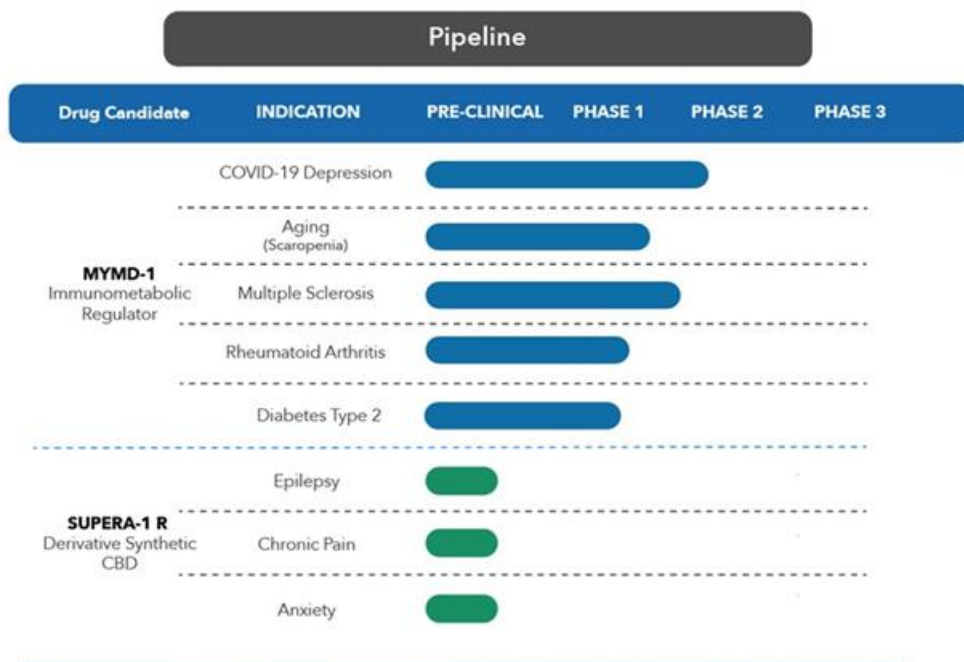 Pipeline
Drug Candidate INDICATION PRE-CLINICAL PHASE 1 PHASE 2 PHASE 3
COVID-19 Depression
Aging
(Scaropenia)
MYMD-1
Immunometabolic
Regulator
Multiple Sclerosis
Rheumatoid Arthritis
Diabetes Type 2
Epilepsy
SUPERA-1 R
Derivative Synthetic
CBD
Chronic Pain
Anxiety